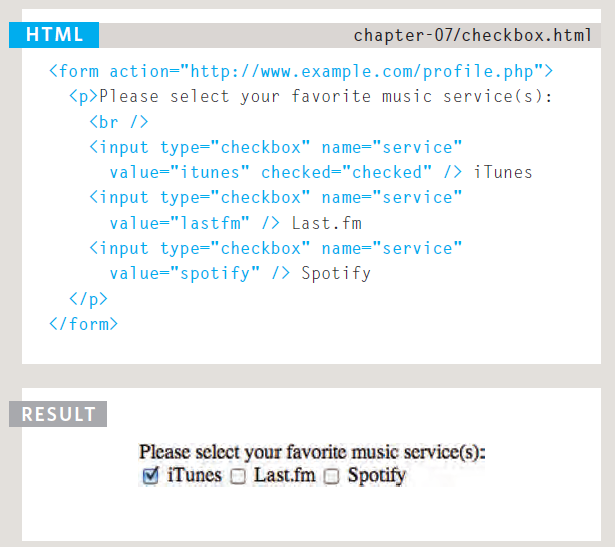 HTML
chapter-07/checkbox.html
<form action="http://www.example.com/profile.php">
<p>Please select your favorite music service(s):
<br />
<input type="checkbox" name="service"
value="itunes" checked="checked" /> iTunes
<input type="checkbox" name="service"
value="lastfm" /> Last.fm
<input type="checkbox" name="service"
value="spotify" /> Spotify
</p>
</form>
RESULT
Please select your favorite music service(s):
iTunes Last.fm Spotify